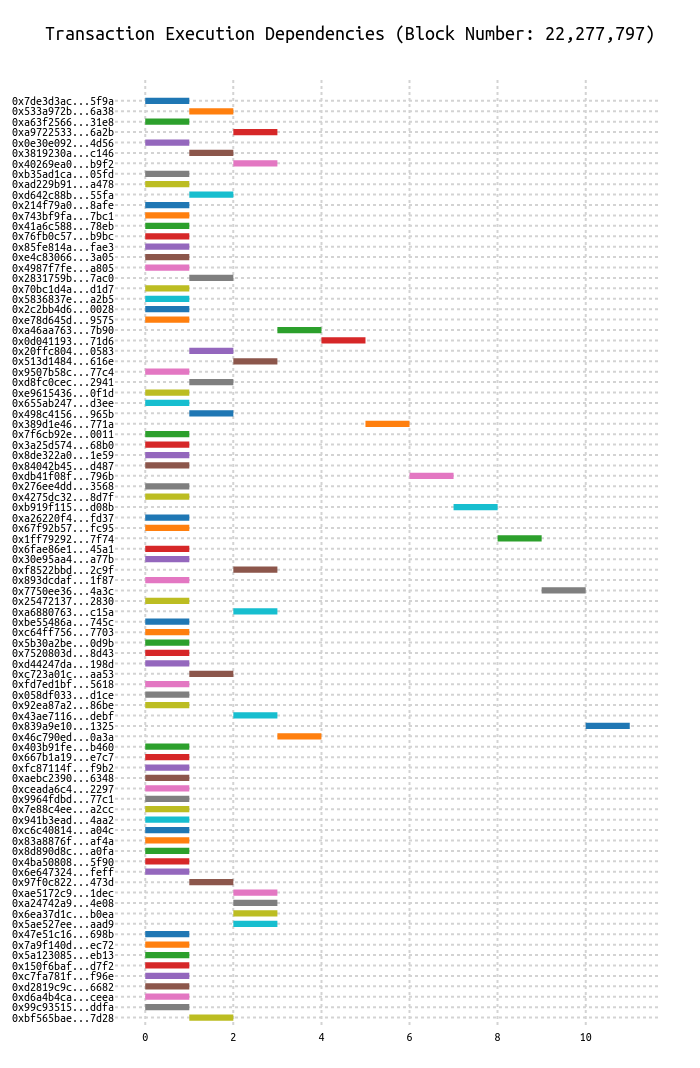 Transaction Execution Dependencies (Block Number: 22,277,797)
0x7de3d3ac...5f9a
0x533a972b...6a38
0xa63f2566...31e8
0xa9722533...6a2b
0x0e30e092...4d56
0x3819230a...c146
0x40269ea0...b9f2
0xb35ad1ca...05fd
0xad229b91...a478
0xd642c88b...55fa
0x214f79a0...8afe
0x743bf9fa...7bc1
0x41a6c588...78eb
0x76fb0c57...b9bc
0x85fe814a...fae3
0xe4c83066...3a05
0x4987f7fe...a805
0x2831759b...7ac0
0x70bc1d4a...d1d7
0x5836837e...a2b5
0x2c2bb4d6...0028
0xe78d645d...9575
0xa46aa763...7b90
0x0d041193...71d6
0x20ffc804...0583
0x513d1484...616e
0x9507b58c...77c4
0xd8fc0cec...2941
0xe9615436...0f1d
0x655ab247...d3ee
0x498c4156...965b
0x389d1e46...771a
0x7f6cb92e...0011
0x3a25d574...68b0
0x8de322a0...1e59
0x84042b45...d487
0xdb41f08f...796b
0x276ee4dd...3568
0x4275dc32...8d7f
0xb919f115...d08b
0xa26220f4...fd37
0x67f92b57...fc95
0x1ff79292...7f74
0x6fae86e1...45a1
0x30e95aa4...a77b
0xf8522bbd...2c9f
0x893dcdaf...1f87
0x7750ee36...4a3c
0x25472137...2830
0xa6880763...c15a
0xbe55486a...745c
0xc64ff756...7703
0x5b30a2be...0d9b
0x7520803d...8d43
0xd44247da...198d
0xc723a01c...aa53
0xfd7ed1bf...5618
0x058df033...d1ce
0x92ea87a2...86be
0x43ae7116...debf
0x839a9e10...1325
0x46c790ed...0a3a
0x403b91fe...b460
0x667b1a19...e7c7
0xfc87114f...f9b2
0xaebc2390...6348
0xceada6c4...2297
0x9964fdbd...77c1
0x7e88c4ee...a2cc
0x941b3ead...4aa2
0xc6c40814...a04c
0x83a8876f...af4a
0x8d890d8c...a0fa
0x4ba50808...5f90
0x6e647324...feff
0x97f0c822...473d
0xae5172c9...1dec
0xa24742a9...4e08
0x6ea37d1c...b0ea
0x5ae527ee...aad9
0x47e51c16...698b
0x7a9f140d...ec72
0x5a123085...eb13
0x150f6baf...d7f2
0xc7fa781f...f96e
0xd2819c9c...6682
0xd6a4b4ca...ceea
0x99c93515...ddfa
0xbf565bae...7d28
0 2 4 6 8 10